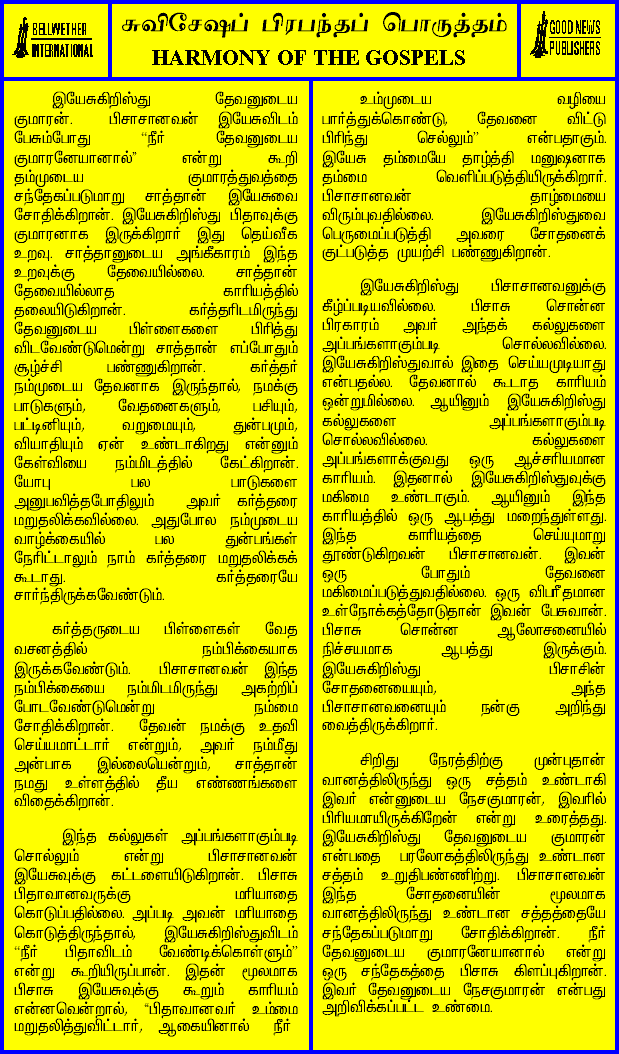 BELLWETHER
INTERNATIONAL
சுவிசேஷப் பிரபந்தப் பொருத்தம்
HARMONY OF THE GOSPELS
GOOD NEWS
PUBLISHERS
இயேசுகிறிஸ்து தேவனுடைய
குமாரன். பிசாசானவன் இயேசுவிடம்
பேசும்போது “நீர் தேவனுடைய
குமாரனேயானால்” என்று கூறி
தம்முடைய குமாரத்துவத்தை
சந்தேகப்படுமாறு சாத்தான் இயேசுவை
சோதிக்கிறான். இயேசுகிறிஸ்து பிதாவுக்கு
குமாரனாக இருக்கிறார் இது தெய்வீக
உறவு. சாத்தானுடைய அங்கீகாரம் இந்த
உறவுக்கு தேவையில்லை. சாத்தான்
தேவையில்லாத காரியத்தில்
தலையிடுகிறான். கர்த்தரிடமிருந்து
தேவனுடைய பிள்ளைகளை பிரித்து
விடவேண்டுமென்று சாத்தான் எப்போதும்
சூழ்ச்சி பண்ணுகிறான். கர்த்தர்
நம்முடைய தேவனாக இருந்தால், நமக்கு
பாடுகளும், வேதனைகளும், பசியும்,
பட்டினியும், வறுமையும், துன்பமும்,
வியாதியும் ஏன் உண்டாகிறது என்னும்
கேள்வியை நம்மிடத்தில் கேட்கிறான்.
யோபு பல பாடுகளை
அனுபவித்தபோதிலும் அவர் கர்த்தரை
மறுதலிக்கவில்லை. அதுபோல நம்முடைய
வாழ்க்கையில் பல துன்பங்கள்
நேரிட்டாலும் நாம் கர்த்தரை மறுதலிக்கக்
கூடாது. கர்த்தரையே
சார்ந்திருக்கவேண்டும்.
கர்த்தருடைய பிள்ளைகள் வேத
வசனத்தில் நம்பிக்கையாக
இருக்கவேண்டும். பிசாசானவன் இந்த
நம்பிக்கையை நம்மிடமிருந்து அகற்றிப்
போடவேண்டுமென்று நம்மை
சோதிக்கிறான். தேவன் நமக்கு உதவி
செய்யமாட்டார் என்றும், அவர் நம்மீது
அன்பாக இல்லையென்றும், சாத்தான்
நமது உள்ளத்தில் தீய எண்ணங்களை
விதைக்கிறான்.
இந்த கல்லுகள் அப்பங்களாகும்படி
சொல்லும் என்று பிசாசானவன்
இயேசுவுக்கு கட்டளையிடுகிறான். பிசாசு
பிதாவானவருக்கு மரியாதை
கொடுப்பதில்லை. அப்படி அவன் மரியாதை
கொடுத்திருந்தால், இயேசுகிறிஸ்துவிடம்
“நீர் பிதாவிடம் வேண்டிக்கொள்ளும்”
என்று கூறியிருப்பான். இதன் மூலமாக
பிசாசு இயேசுவுக்கு கூறும் காரியம்
என்னவென்றால், “பிதாவானவர் உம்மை
மறுதலித்துவிட்டார், ஆகையினால் நீர்
உம்முடைய வழியை
பார்த்துக்கொண்டு, தேவனை விட்டு
பிரிந்து செல்லும்” என்பதாகும்.
இயேசு தம்மையே தாழ்த்தி மனுஷனாக
தம்மை வெளிப்படுத்தியிருக்கிறார்.
பிசாசானவன் தாழ்மையை
விரும்புவதில்லை. இயேசுகிறிஸ்துவை
பெருமைப்படுத்தி அவரை சோதனைக்
குட்படுத்த முயற்சி பண்ணுகிறான்.
இயேசுகிறிஸ்து பிசாசானவனுக்கு
கீழ்ப்படியவில்லை. பிசாசு சொன்ன
பிரகாரம் அவர் அந்தக் கல்லுகளை
அப்பங்களாகும்படி சொல்லவில்லை.
இயேசுகிறிஸ்துவால் இதை செய்யமுடியாது
என்பதல்ல. தேவனால் கூடாத காரியம்
ஒன்றுமில்லை. ஆயினும் இயேசுகிறிஸ்து
கல்லுகளை அப்பங்களாகும்படி
சொல்லவில்லை. கல்லுகளை
அப்பங்களாக்குவது ஒரு ஆச்சரியமான
காரியம். இதனால் இயேசுகிறிஸ்துவுக்கு
மகிமை உண்டாகும். ஆயினும் இந்த
காரியத்தில் ஒரு ஆபத்து மறைந்துள்ளது.
இந்த காரியத்தை செய்யுமாறு
தூண்டுகிறவன் பிசாசானவன். இவன்
ஒரு போதும் தேவனை
மகிமைப்படுத்துவதில்லை. ஒரு விபரீதமான
உள்நோக்கத்தோடுதான் இவன் பேசுவான்.
பிசாசு சொன்ன ஆலோசனையில்
நிச்சயமாக ஆபத்து இருக்கும்.
இயேசுகிறிஸ்து பிசாசின்
சோதனையையும், அந்த
பிசாசானவனையும் நன்கு அறிந்து
வைத்திருக்கிறார்.
சிறிது நேரத்திற்கு முன்புதான்
வானத்திலிருந்து ஒரு சத்தம் உண்டாகி
இவர் என்னுடைய நேசகுமாரன், இவரில்
பிரியமாயிருக்கிறேன் என்று உரைத்தது.
இயேசுகிறிஸ்து தேவனுடைய குமாரன்
என்பதை பரலோகத்திலிருந்து உண்டான
சத்தம் உறுதிபண்ணிற்று. பிசாசானவன்
இந்த சோதனையின் மூலமாக
வானத்திலிருந்து உண்டான சத்தத்தையே
சந்தேகப்படுமாறு சோதிக்கிறான். நீர்
தேவனுடைய குமாரனேயானால் என்று
ஒரு சந்தேகத்தை பிசாசு கிளப்புகிறான்.
இவர் தேவனுடைய நேசகுமாரன் என்பது
அறிவிக்கப்பட்ட உண்மை.